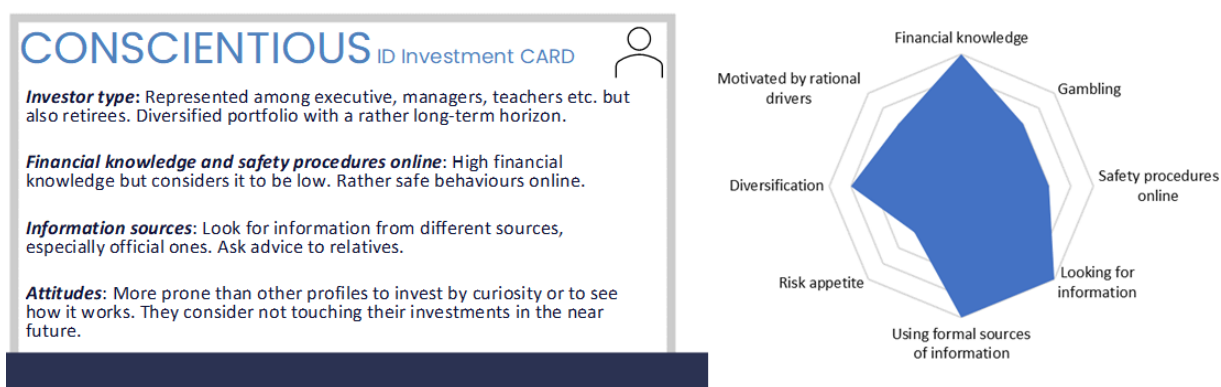 CONSCIENTIOUS ID Investment CARD
Investor type: Represented among executive, managers, teachers etc. but
also retirees. Diversified portfolio with a rather long-term horizon.
Financial knowledge and safety procedures online: High financial
knowledge but considers it to be low. Rather safe behaviours online.
Information sources: Look for information from different sources,
especially official ones. Ask advice to relatives.
Attitudes: More prone than other profiles to invest by curiosity or to see
how it works. They consider not touching their investments in the near
future.
Financial knowledge
Gambling
Safety procedures
online
Looking for
information
Using formal sources
of information
Risk appetite
Diversification
Motivated by rational
drivers